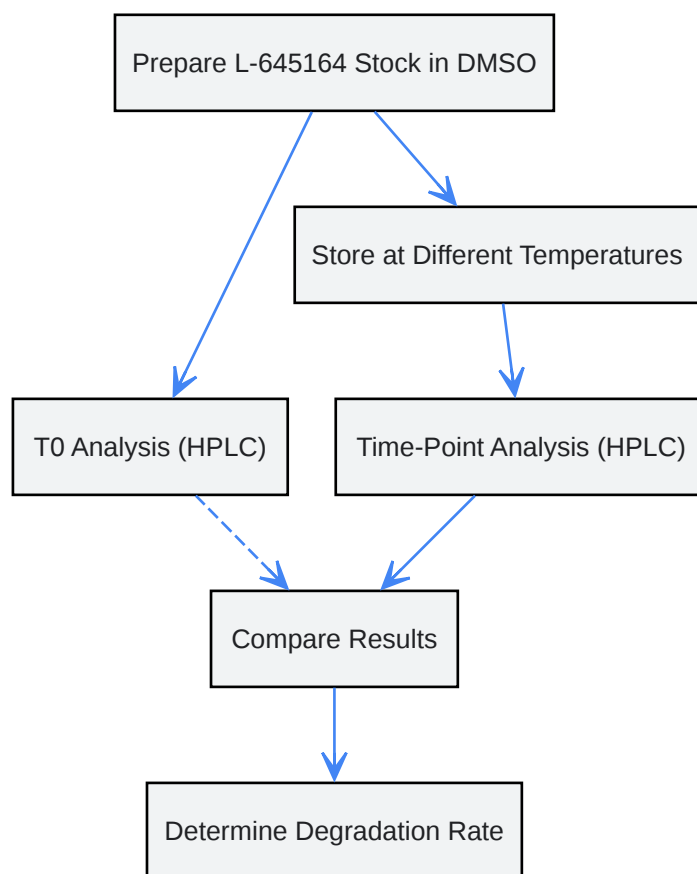 Prepare L-645164 Stock in DMSO
Store at Different Temperatures
T0 Analysis (HPLC)
Time-Point Analysis (HPLC)
Compare Results
Determine Degradation Rate